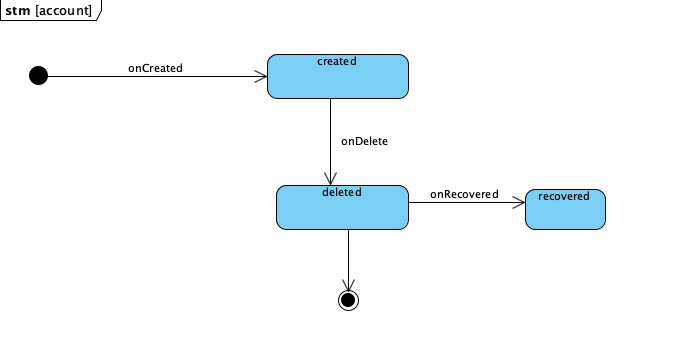 stm [account]
created
onCreated
onDelete
deleted
onRecovered
recovered